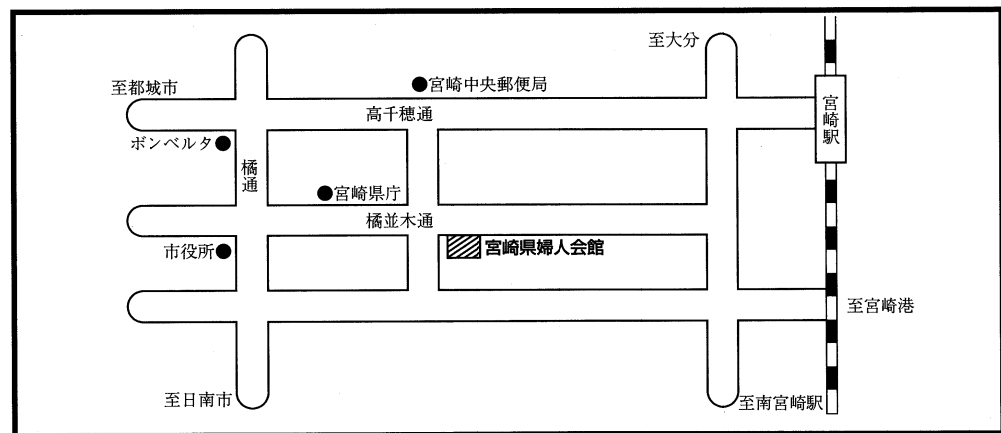 至大分
宮崎中央郵便局
至都城市
高千穂通
宮崎駅
ボンベルタ
橘通
宮崎県庁
橘並木通
市役所
宮崎県婦人会館
至宮崎港
至日南市
至南宮崎駅